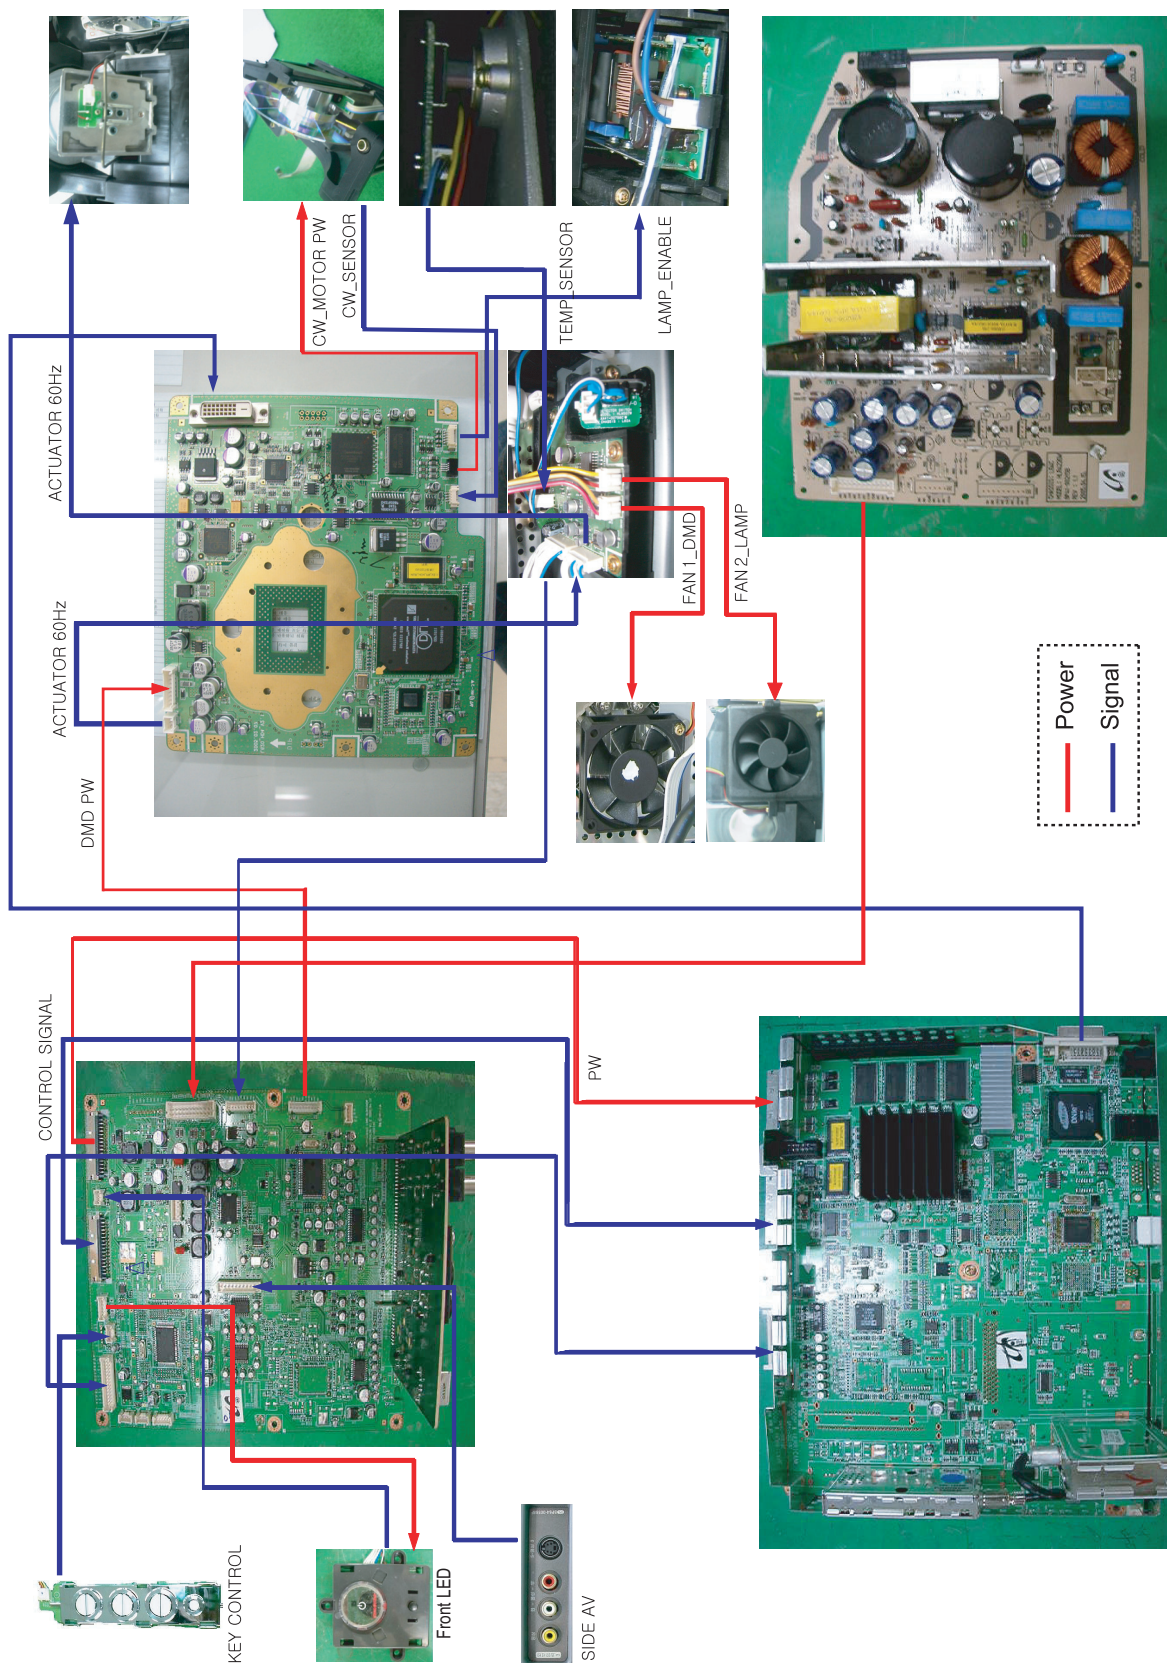 ACTUATOR 60Hz
CW_MOTOR PW
CW_SENSOR
TEMP_SENSOR
LAMP_ENABLE
ACTUATOR 60Hz
DMD PW
FAN1_DMD
FAN2_LAMP
Power
Signal
CONTROL SIGNAL
PW
KEY CONTROL
Front LED
SIDE AV